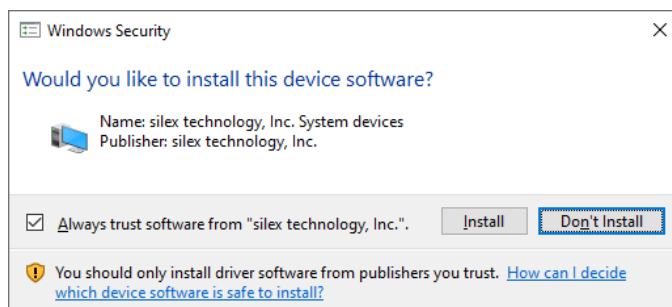 Windows Security
Would you like to install this device software?
Name: silex technology, Inc. System devices
Publisher: silex technology, Inc.
Always trust software from "silex technology, Inc.".
Install
Don't Install
You should only install driver software from publishers you trust. How can I decide
which device software is safe to install?